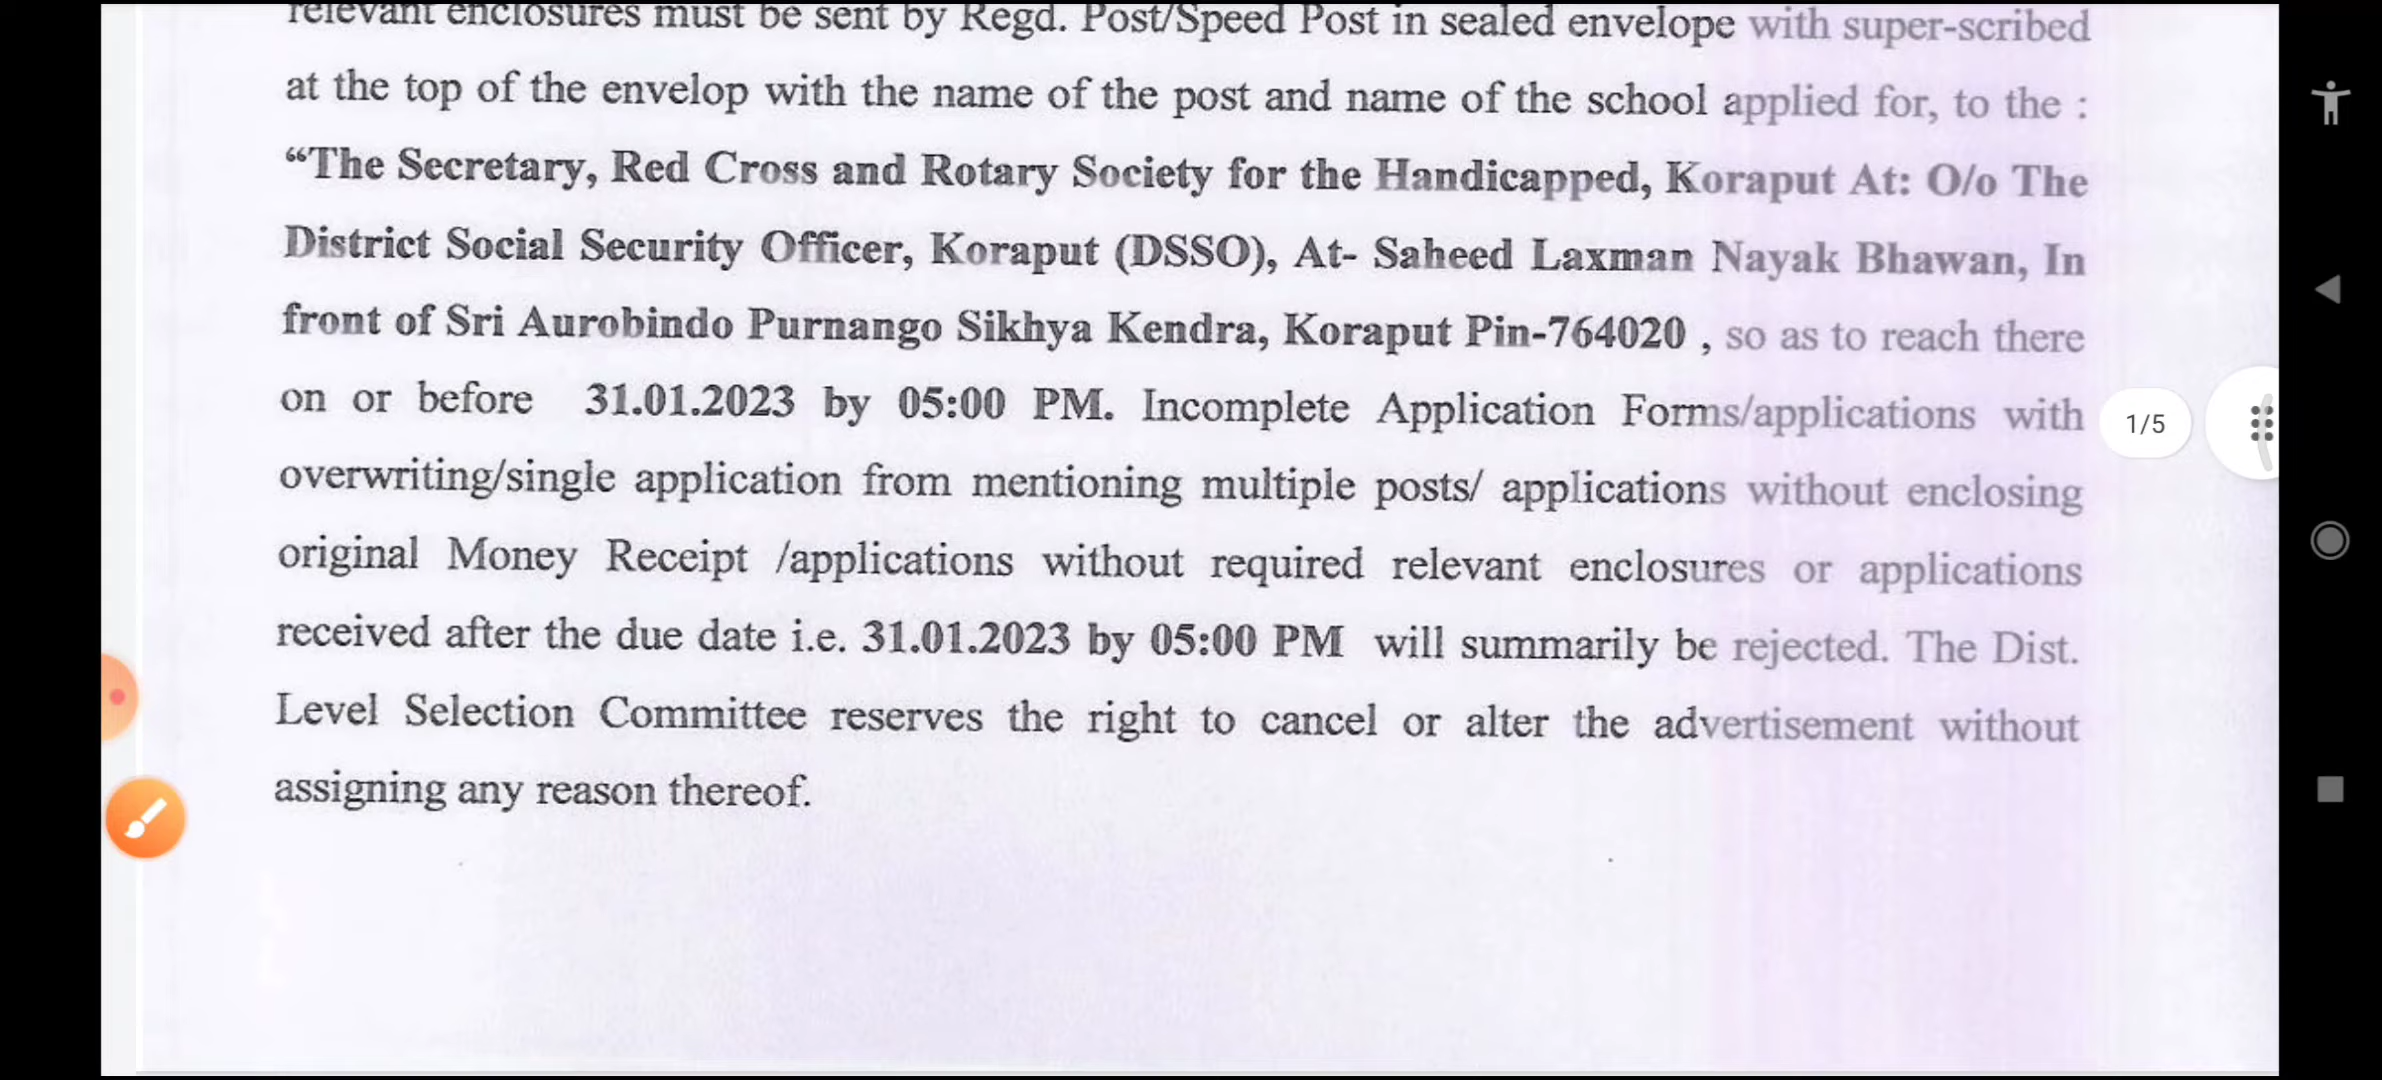 relevant enclosures must be sent by Regd. Post/Speed Post in sealed envelope with super-scribed
at the top of the envelop with the name of the post and name of the school applied for, to the :
“The Secretary, Red Cross and Rotary Society for the Handicapped, Koraput At: O/o The
District Social Security Officer, Koraput (DSSO), At- Saheed Laxman Nayak Bhawan, In
front of Sri Aurobindo Purnango Sikhya Kendra, Koraput Pin-764020 , so as to reach there
on or before 31.01.2023 by 05:00 PM. Incomplete Application Forms/applications with
overwriting/single application from mentioning multiple posts/ applications without enclosing
original Money Receipt /applications without required relevant enclosures or applications
received after the due date i.e. 31.01.2023 by 05:00 PM will summarily be rejected. The Dist.
Level Selection Committee reserves the right to cancel or alter the advertisement without
assigning any reason thereof.
1/5